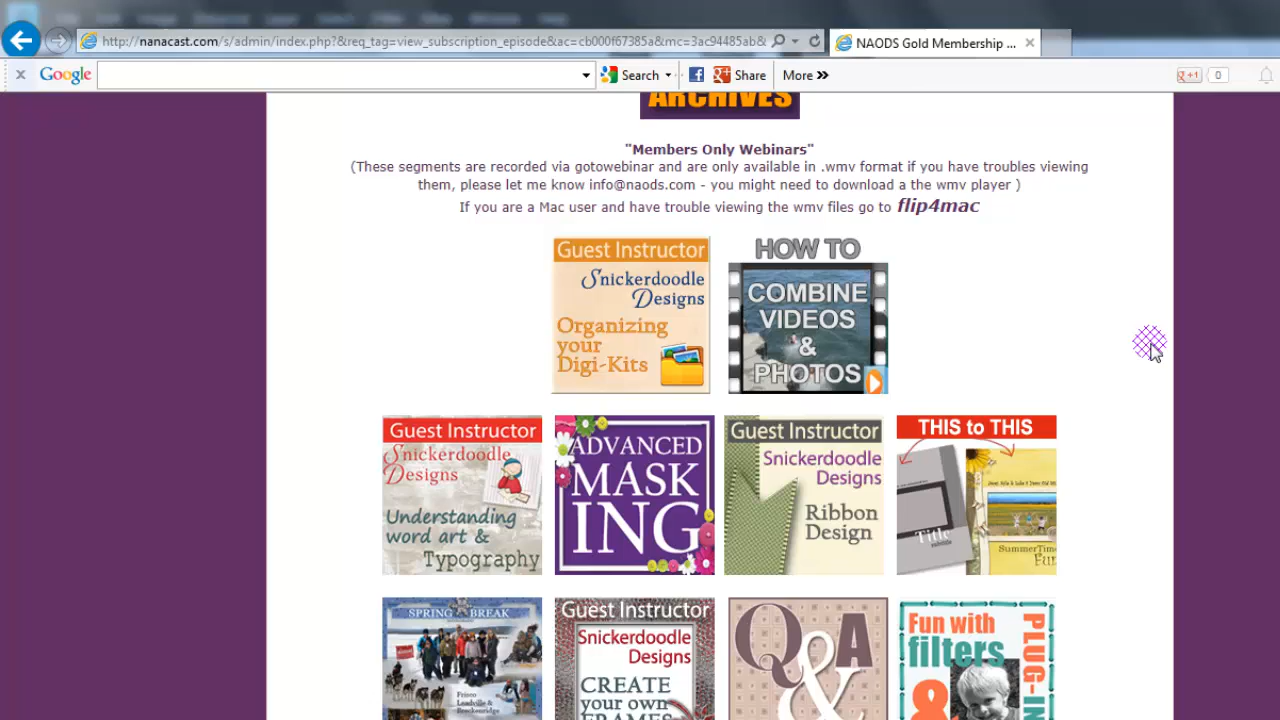 http://nanacast.com/s/admin/index.php?&req_tag=view_subscription_episode&ac=cb000f67385a&mc=3ac94485ab&
NAODS Gold Membership ...
Google
Search
Share
More »
g+1
0
ARCHIVES
"Members Only Webinars"
(These segments are recorded via gotowebinar and are only available in .wmv format if you have troubles viewing
them, please let me know info@naods.com - you might need to download a the wmv player )
If you are a Mac user and have trouble viewing the wmv files go to flip4mac
Guest Instructor
Snickerdoodle
Designs
Organizing
your
Digi-Kits
HOW TO
COMBINE
VIDEOS
&
PHOTOS
Guest Instructor
Snickerdoodle
Designs
Understanding
word art &
Typography
ADVANCED
MASK
ING
Guest Instructor
Snickerdoodle
Designs
Ribbon
Design
THIS to THIS
Title
SummerTime
Fun
SPRING BREAK
Frisco
Leadville &
Breckenridge
Guest Instructor
Snickerdoodle
Designs
CREATE
your own
FRAMES
Q&A
&
Fun with
filters
&
PLUG-IN